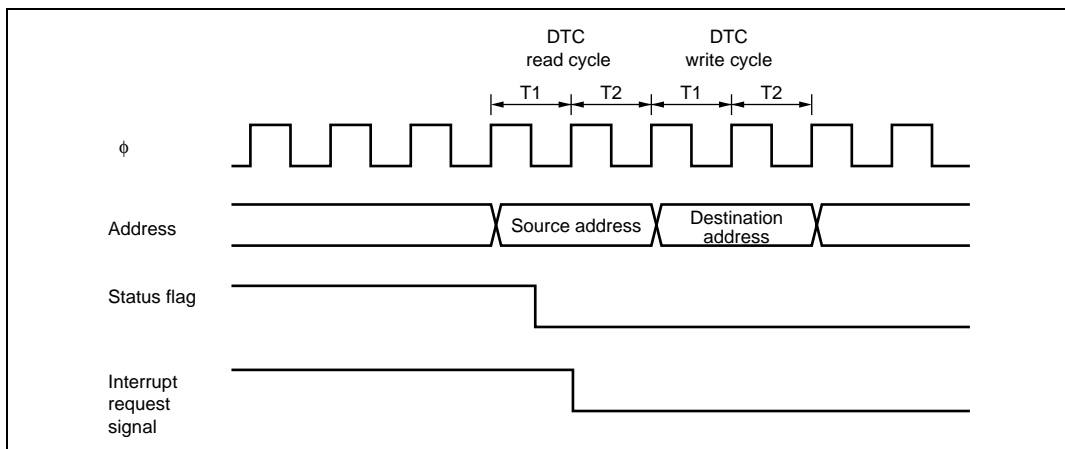 DTC
read cycle
DTC
write cycle
T1
T2
T1
T2
ϕ
Address
Source address
Destination
address
Status flag
Interrupt
request
signal